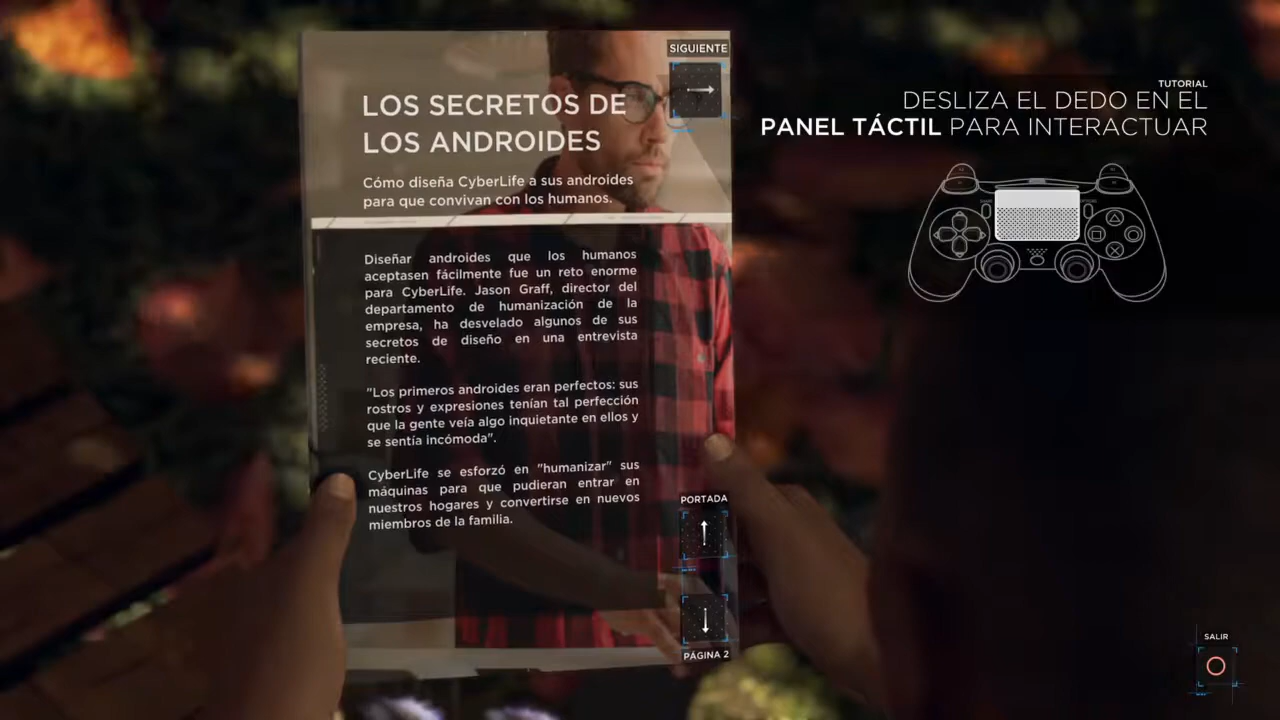 SIGUIENTE
LOS SECRETOS DE
LOS ANDROIDES
Cómo diseña CyberLife a sus androides
para que convivan con los humanos.
Diseñar androides que los humanos
aceptasen fácilmente fue un reto enorme
para CyberLife. Jason Graff, director del
departamento de humanización de la
empresa, ha desvelado algunos de sus
secretos de diseño en una entrevista
reciente.
"Los primeros androides eran perfectos: sus
rostros y expresiones tenían tal perfección
que la gente veía algo inquietante en ellos y
se sentía incómoda".
CyberLife se esforzó en "humanizar" sus
máquinas para que pudieran entrar en
nuestros hogares y convertirse en nuevos
miembros de la familia.
PORTADA
PÁGINA 2
TUTORIAL
DESLIZA EL DEDO EN EL
PANEL TÁCTIL PARA INTERACTUAR
SALIR